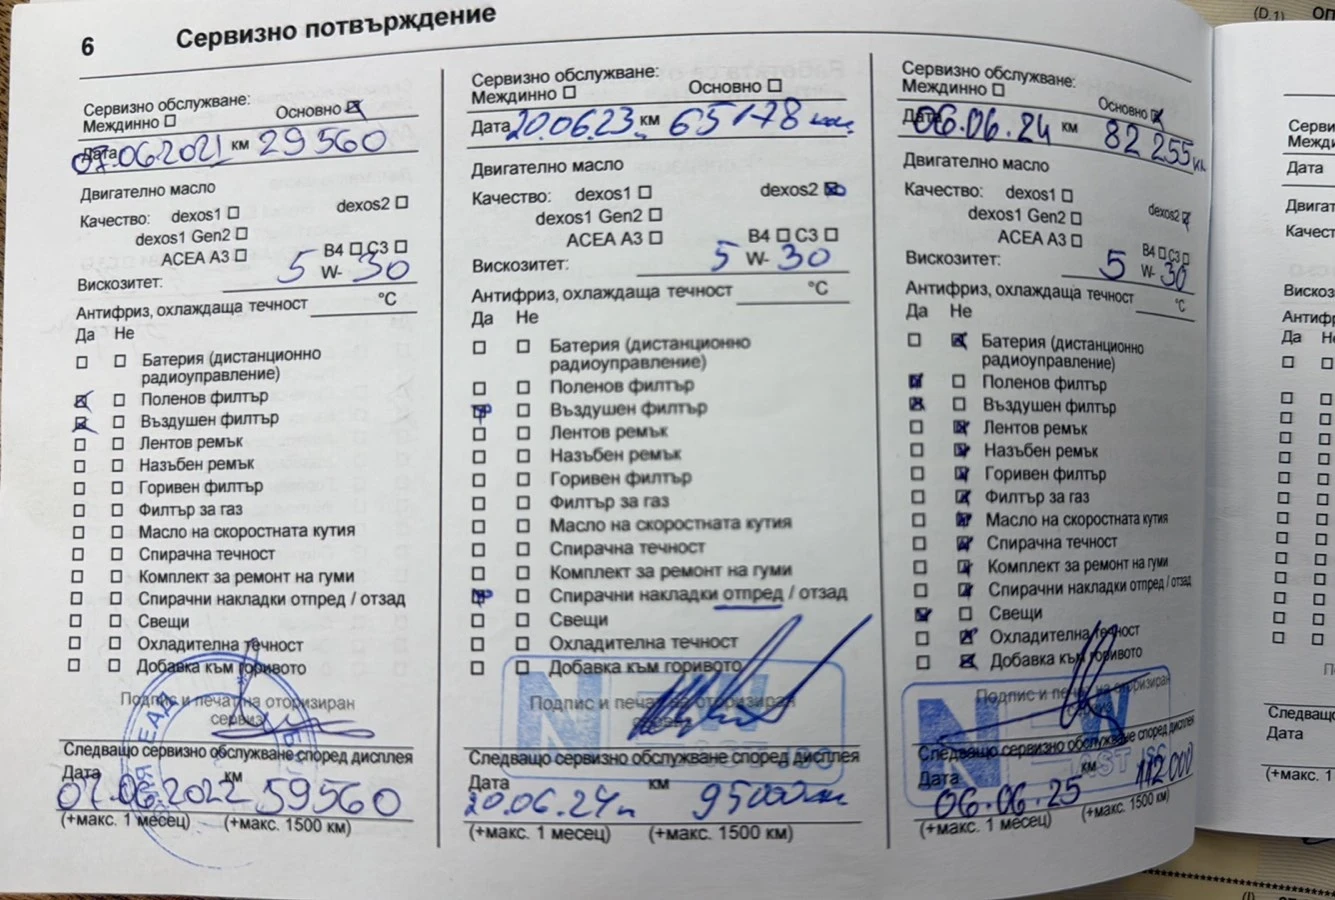 6 Сервизно потвърждение
Сервизно обслужване:
Междинно ☐ Основно ☒
Дата 07.06 2021 км 29560
Двигателно масло
Качество: dexos1 ☐ dexos2 ☐
dexos1 Gen2 ☐
ACEA A3 ☐ B4 ☐ C3 ☐
Вискозитет: 5 W- 30
Антифриз, охлаждаща течност °C
Да Не
☐ ☐ Батерия (дистанционно
радиоуправление)
☒ ☐ Поленов филтър
☒ ☐ Въздушен филтър
☐ ☐ Лентов ремък
☐ ☐ Назъбен ремък
☐ ☐ Горивен филтър
☐ ☐ Филтър за газ
☐ ☐ Масло на скоростната кутия
☐ ☐ Спирачна течност
☐ ☐ Комплект за ремонт на гуми
☐ ☐ Спирачни накладки отпред / отзад
☐ ☐ Свещи
☐ ☐ Охладителна течност
☐ ☐ Добавка към горивото
Подпис и печат на оторизиран
сервиз
Следващо сервизно обслужване според дисплея
Дата км
07.06 2022 59560
(+макс. 1 месец) (+макс. 1500 км)
Сервизно обслужване:
Междинно ☐ Основно ☐
Дата 20.06.23г км 65178 км
Двигателно масло
Качество: dexos1 ☐ dexos2 ☒
dexos1 Gen2 ☐
ACEA A3 ☐ B4 ☐ C3 ☐
Вискозитет: 5 W- 30
Антифриз, охлаждаща течност °C
Да Не
☐ ☐ Батерия (дистанционно
радиоуправление)
☐ ☐ Поленов филтър
☒ ☐ Въздушен филтър
☐ ☐ Лентов ремък
☐ ☐ Назъбен ремък
☐ ☐ Горивен филтър
☐ ☐ Филтър за газ
☐ ☐ Масло на скоростната кутия
☐ ☐ Спирачна течност
☐ ☐ Комплект за ремонт на гуми
☒ ☐ Спирачни накладки отпред / отзад
☐ ☐ Свещи
☐ ☐ Охладителна течност
☐ ☐ Добавка към горивото
Подпис и печат на оторизиран
Следващо сервизно обслужване според дисплея
Дата км
20.06.24г 95000км
(+макс. 1 месец) (+макс. 1500 км)
Сервизно обслужване:
Междинно ☐ Основно ☒
Дата 06.06.24 км 82 255 км
Двигателно масло
Качество: dexos1 ☐ dexos2 ☒
dexos1 Gen2 ☐
ACEA A3 ☐ B4 ☐ C3 ☐
Вискозитет: 5 W- 30
Антифриз, охлаждаща течност °C
Да Не
☐ ☒ Батерия (дистанционно
радиоуправление)
☒ ☐ Поленов филтър
☒ ☐ Въздушен филтър
☐ ☒ Лентов ремък
☐ ☒ Назъбен ремък
☐ ☒ Горивен филтър
☐ ☒ Филтър за газ
☐ ☒ Масло на скоростната кутия
☐ ☒ Спирачна течност
☐ ☒ Комплект за ремонт на гуми
☐ ☒ Спирачни накладки отпред / отзад
☒ ☐ Свещи
☐ ☒ Охладителна течност
☐ ☒ Добавка към горивото
Подпис и печат на оторизиран
сервиз
NEW
Следващо сервизно обслужване според дисплея
Дата км
06.06.25 112000
(+макс. 1 месец) (+макс. 1500 км)
(D.1)
Дата